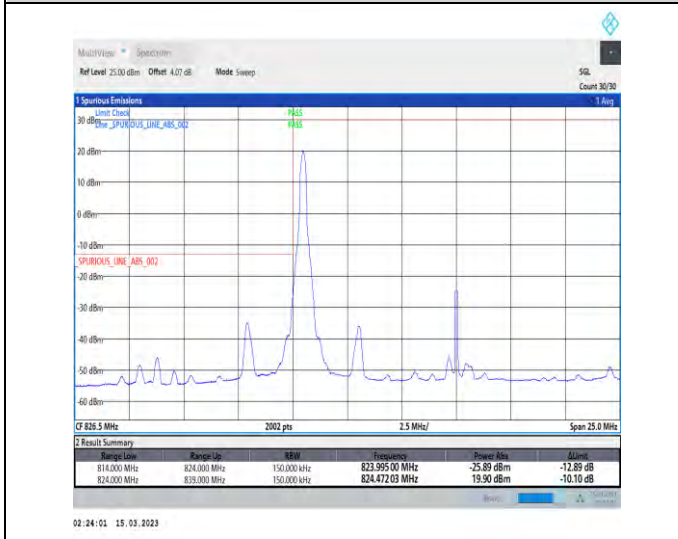 MultiView Spectrum
Ref Level 25.00 dBm Offset 4.07 dB Mode Sweep SGL
Count 30/30
1 Spurious Emissions 1 Avg
Limit Check PASS
Line _SPURIOUS_LINE_ABS_002 PASS
30 dBm
20 dBm
10 dBm
0 dBm
-10 dBm
_SPURIOUS_LINE_ABS_002
-20 dBm
-30 dBm
-40 dBm
-50 dBm
-60 dBm
CF 826.5 MHz 2002 pts 2.5 MHz/ Span 25.0 MHz
2 Result Summary
Range Low Range Up RBW Frequency Power Abs ΔLimit
814.000 MHz 824.000 MHz 150.000 kHz 823.995 00 MHz -25.89 dBm -12.89 dB
824.000 MHz 839.000 MHz 150.000 kHz 824.472 03 MHz 19.90 dBm -10.10 dB
02:24:01 15.03.2023